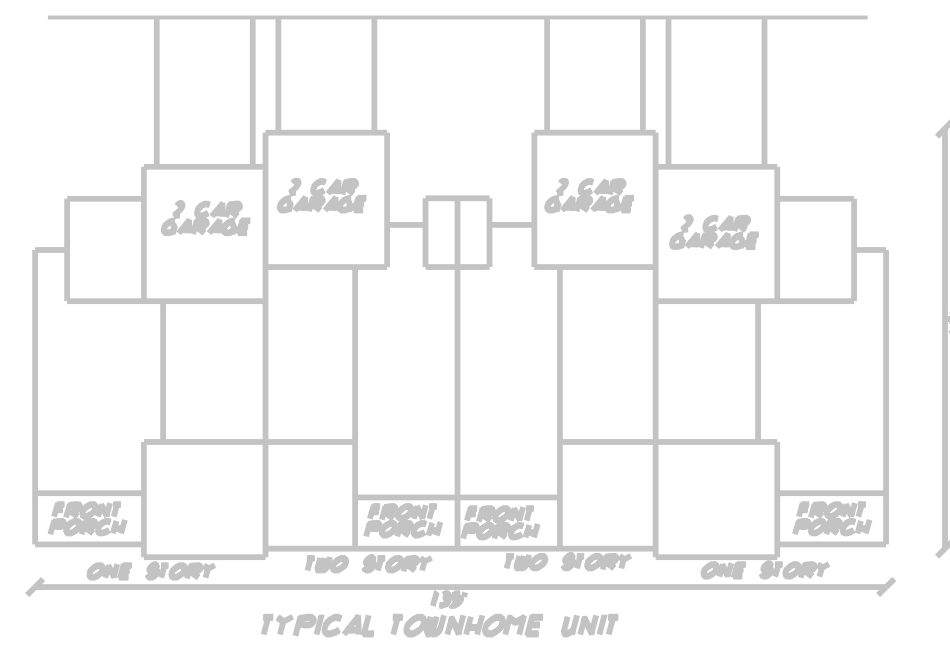 2 CAR
GARAGE
2 CAR
GARAGE
2 CAR
GARAGE
2 CAR
GARAGE
FRONT
PORCH
FRONT
PORCH
FRONT
PORCH
FRONT
PORCH
ONE STORY
TWO STORY
TWO STORY
ONE STORY
TYPICAL TOWNHOME UNIT